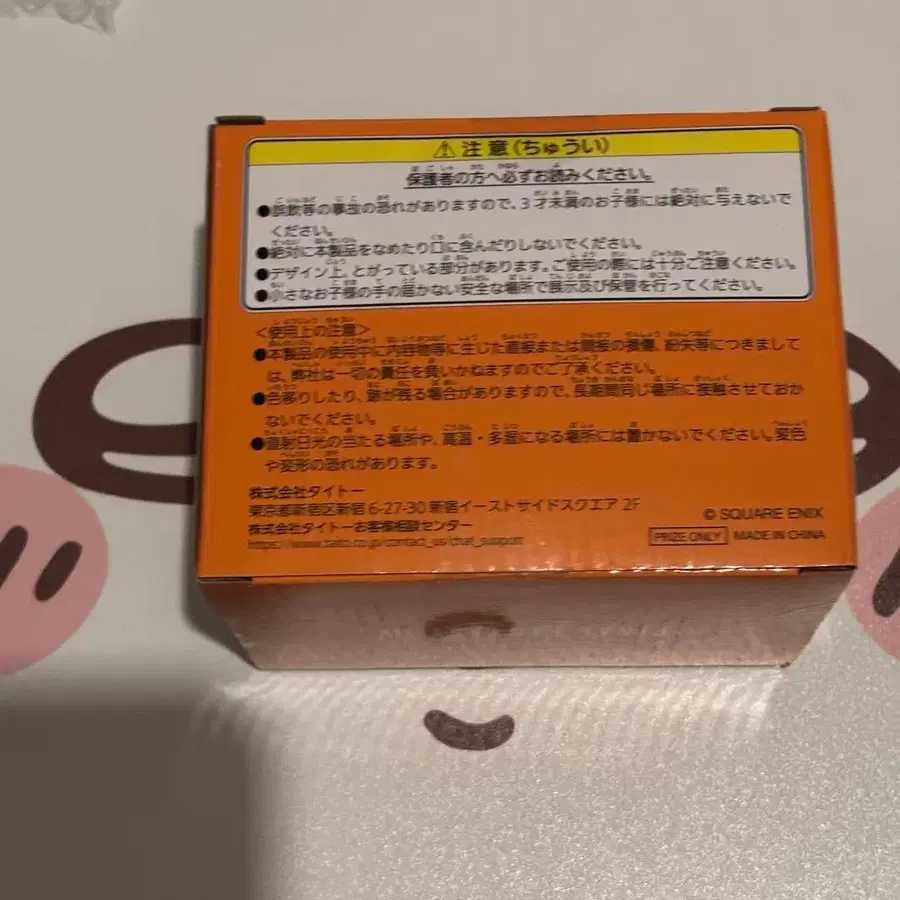 ⚠注意(ちゅうい)
保護者の方へ必ずお読みください。
●誤飲等の事故の恐れがありますので、3才未満のお子様には絶対に与えないで
ください。
●絶対に本製品をなめたり口に含んだりしないでください。
●デザイン上、とがっている部分があります。ご使用の際には十分ご注意ください。
●小さなお子様の手の届かない安全な場所で展示及び保管を行ってください。
<使用上の注意>
●本製品の使用中に内容物等に生じた直接または間接の損傷、紛失等につきまして
は、弊社は一切の責任を負いかねますのでご了承ください。
●色移りしたり、跡が残る場合がありますので、長期間同じ場所に接触させておか
ないでください。
●直射日光の当たる場所や、高温・多湿になる場所には置かないでください。変色
や変形の恐れがあります。
株式会社タイトー
東京都新宿区新宿 6-27-30 新宿イーストサイドスクエア 2F
株式会社タイトーお客様相談センター
https://www.taito.co.jp/contact_us/chat_support
© SQUARE ENIX
PRIZE ONLY MADE IN CHINA